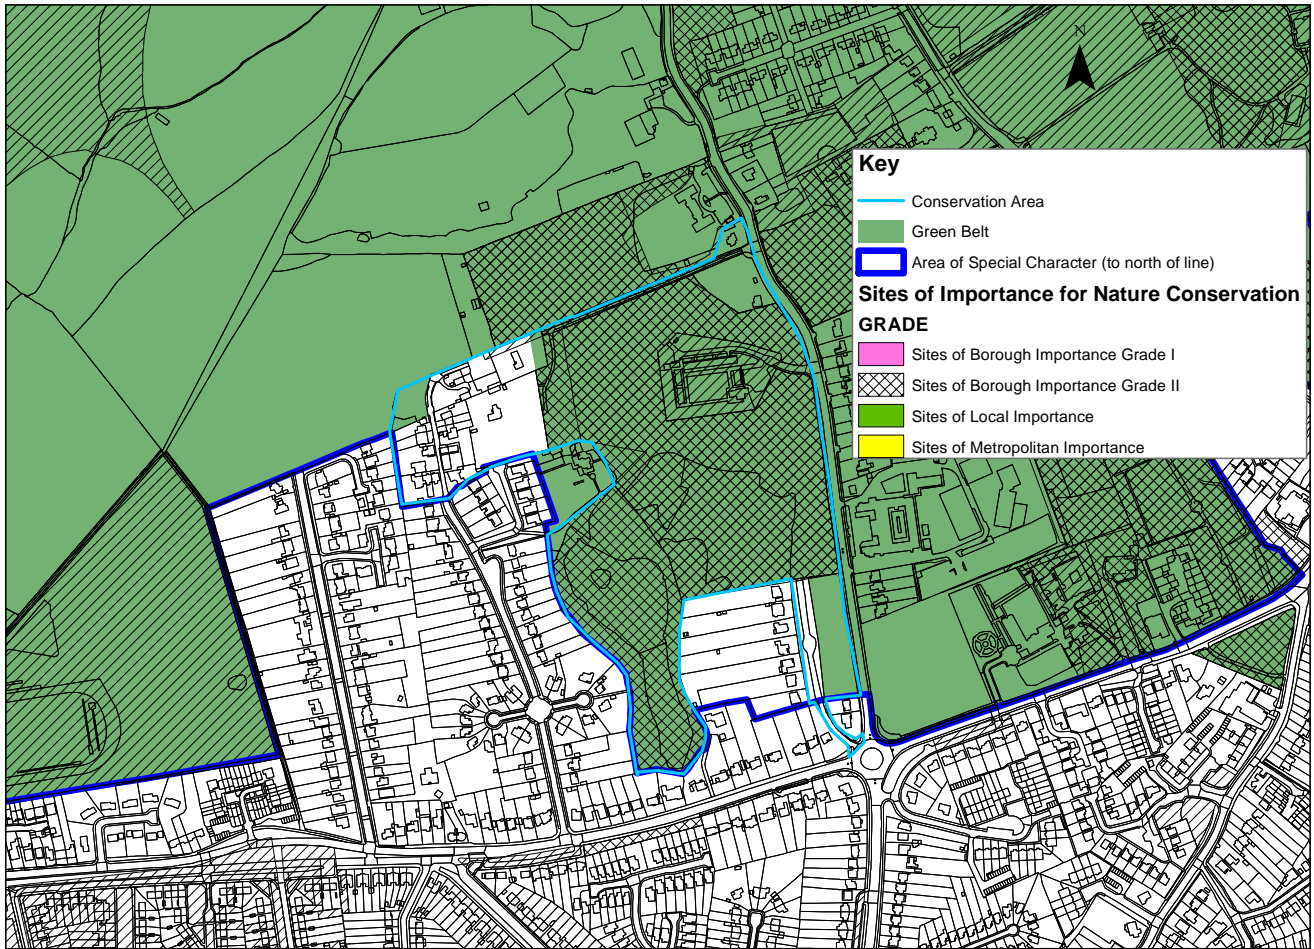 N
Key
Conservation Area
Green Belt
Area of Special Character (to north of line)
Sites of Importance for Nature Conservation
GRADE
Sites of Borough Importance Grade I
Sites of Borough Importance Grade II
Sites of Local Importance
Sites of Metropolitan Importance